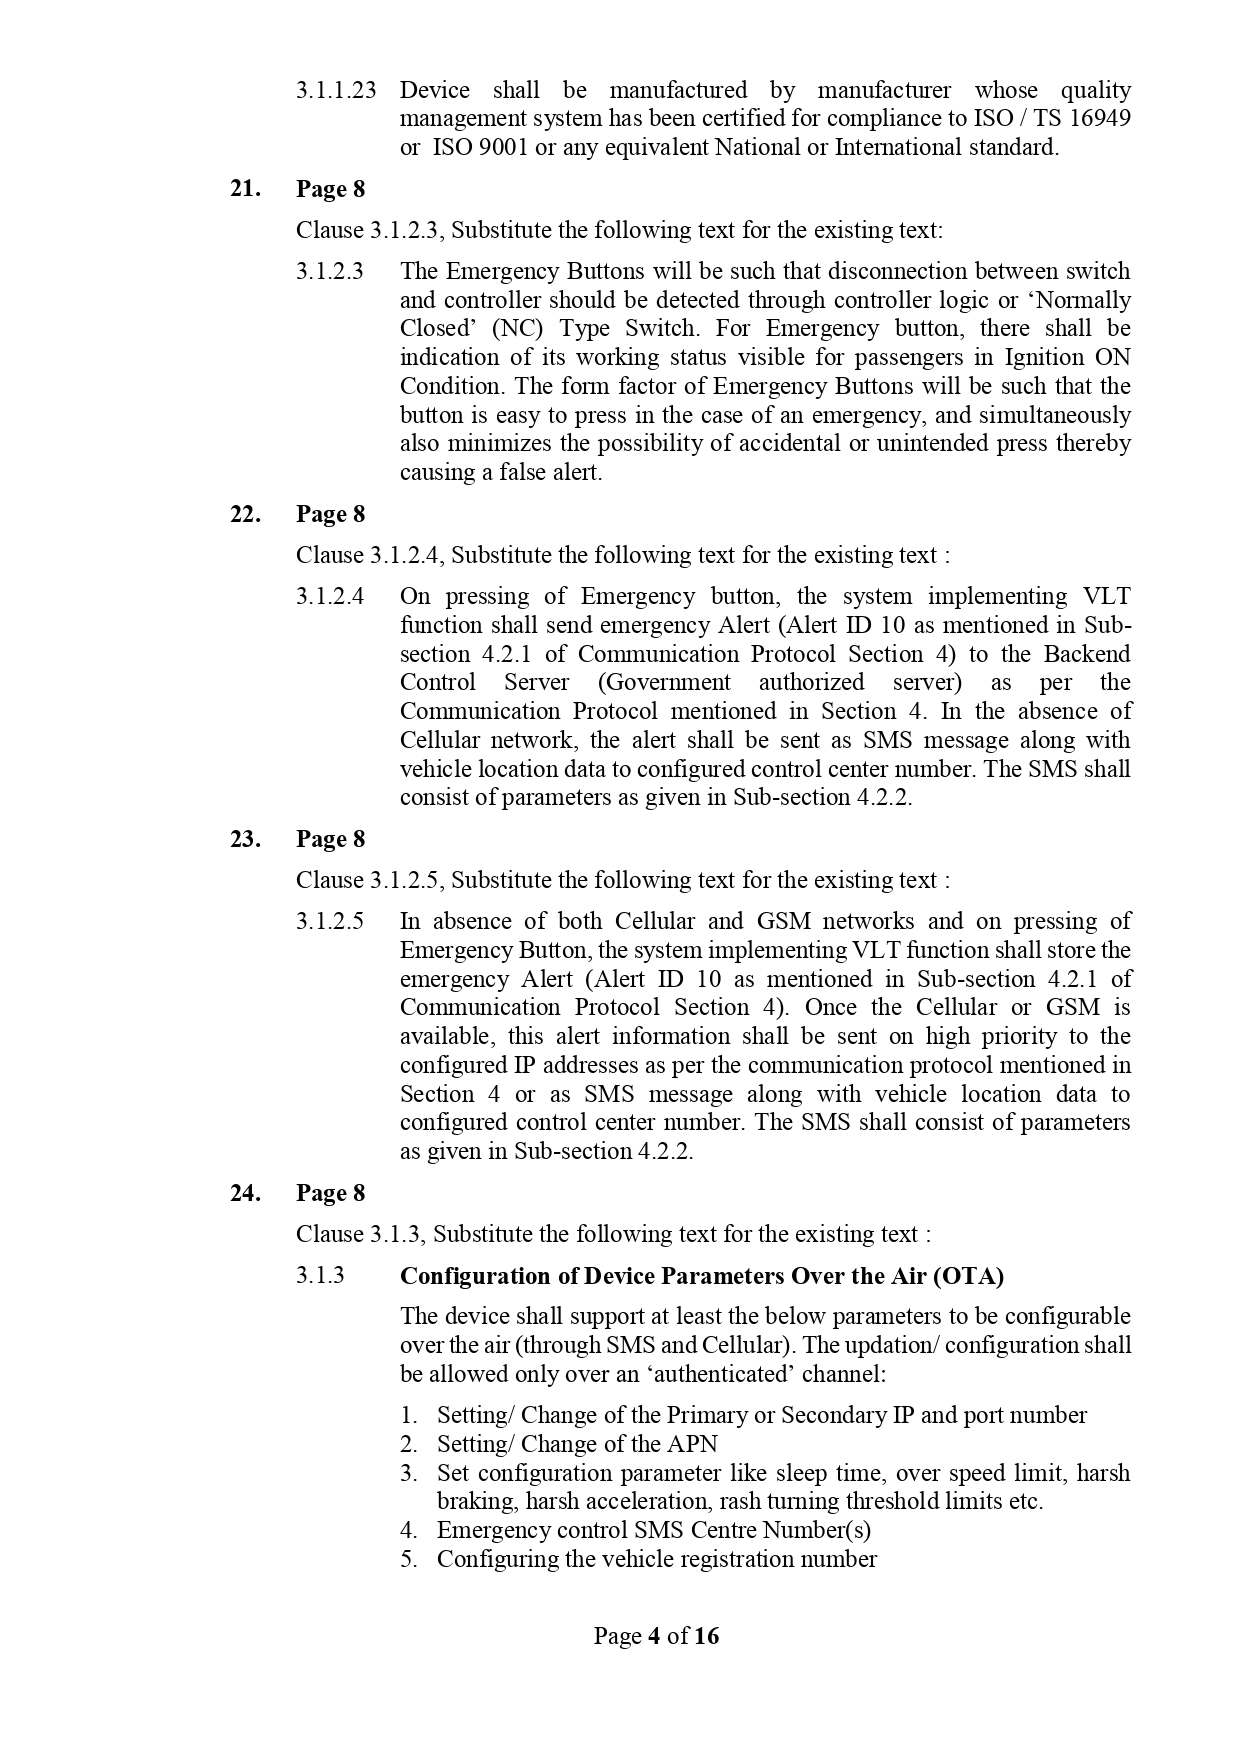 3.1.1.23 Device shall be manufactured by manufacturer whose quality
management system has been certified for compliance to ISO / TS 16949
or ISO 9001 or any equivalent National or International standard.
21. Page 8
Clause 3.1.2.3, Substitute the following text for the existing text:
3.1.2.3 The Emergency Buttons will be such that disconnection between switch
and controller should be detected through controller logic or ‘Normally
Closed’ (NC) Type Switch. For Emergency button, there shall be
indication of its working status visible for passengers in Ignition ON
Condition. The form factor of Emergency Buttons will be such that the
button is easy to press in the case of an emergency, and simultaneously
also minimizes the possibility of accidental or unintended press thereby
causing a false alert.
22. Page 8
Clause 3.1.2.4, Substitute the following text for the existing text :
3.1.2.4 On pressing of Emergency button, the system implementing VLT
function shall send emergency Alert (Alert ID 10 as mentioned in Sub-
section 4.2.1 of Communication Protocol Section 4) to the Backend
Control Server (Government authorized server) as per the
Communication Protocol mentioned in Section 4. In the absence of
Cellular network, the alert shall be sent as SMS message along with
vehicle location data to configured control center number. The SMS shall
consist of parameters as given in Sub-section 4.2.2.
23. Page 8
Clause 3.1.2.5, Substitute the following text for the existing text :
3.1.2.5 In absence of both Cellular and GSM networks and on pressing of
Emergency Button, the system implementing VLT function shall store the
emergency Alert (Alert ID 10 as mentioned in Sub-section 4.2.1 of
Communication Protocol Section 4). Once the Cellular or GSM is
available, this alert information shall be sent on high priority to the
configured IP addresses as per the communication protocol mentioned in
Section 4 or as SMS message along with vehicle location data to
configured control center number. The SMS shall consist of parameters
as given in Sub-section 4.2.2.
24. Page 8
Clause 3.1.3, Substitute the following text for the existing text :
3.1.3 Configuration of Device Parameters Over the Air (OTA)
The device shall support at least the below parameters to be configurable
over the air (through SMS and Cellular). The updation/ configuration shall
be allowed only over an ‘authenticated’ channel:
1. Setting/ Change of the Primary or Secondary IP and port number
2. Setting/ Change of the APN
3. Set configuration parameter like sleep time, over speed limit, harsh
braking, harsh acceleration, rash turning threshold limits etc.
4. Emergency control SMS Centre Number(s)
5. Configuring the vehicle registration number
Page 4 of 16